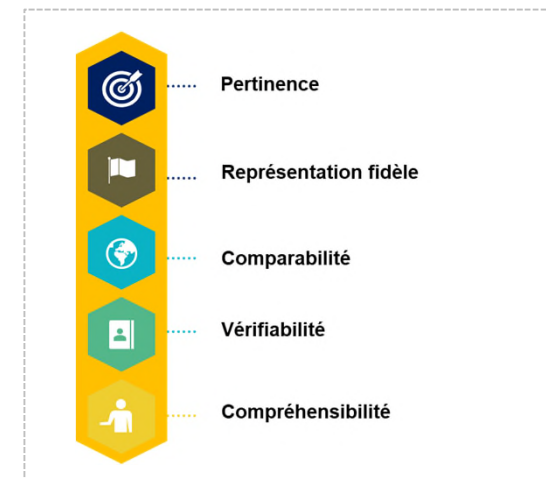 Pertinence
Représentation fidèle
Comparabilité
Vérifiabilité
Compréhensibilité